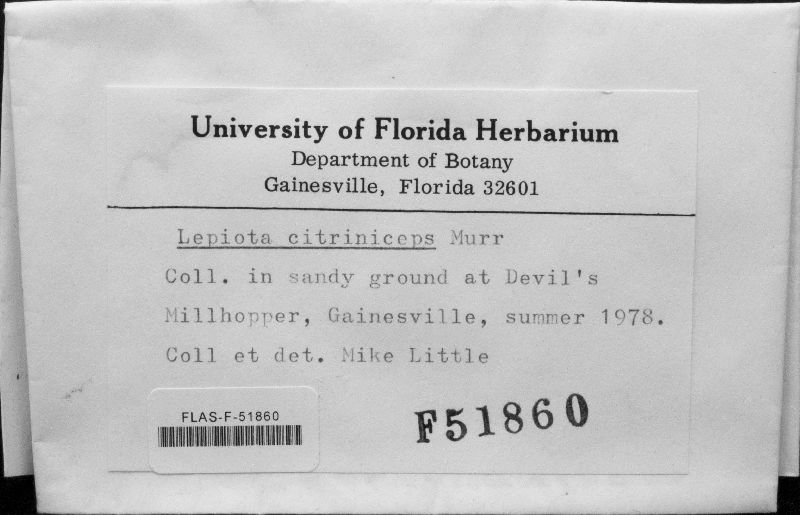 University of Florida Herbarium
Department of Botany
Gainesville, Florida 32601
Lepiota citriniceps Murr
Coll. in sandy ground at Devil's
Millhopper, Gainesville, summer 1978.
Coll et det. Mike Little
FLAS-F-51860
F51860